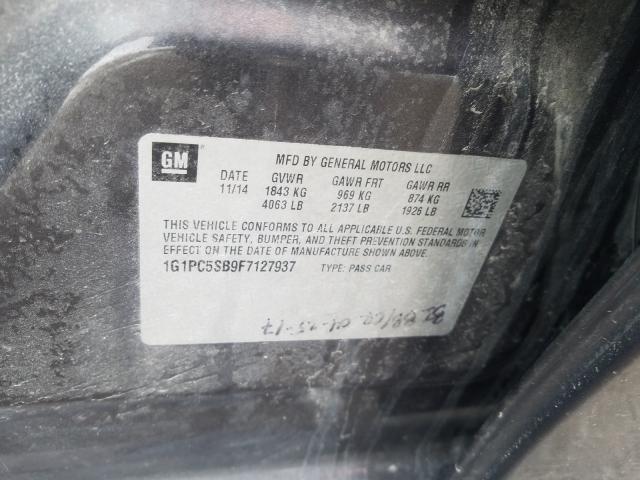 GM
MFD BY GENERAL MOTORS LLC
DATE GVWR GAWR FRT GAWR RR
11/14 1843 KG 969 KG 874 KG
4063 LB 2137 LB 1926 LB
THIS VEHICLE CONFORMS TO ALL APPLICABLE U.S. FEDERAL MOTOR
VEHICLE SAFETY, BUMPER, AND THEFT PREVENTION STANDARDS IN
EFFECT ON THE DATE OF MANUFACTURE SHOWN ABOVE.
1G1PC5SB9F7127937 TYPE: PASS CAR